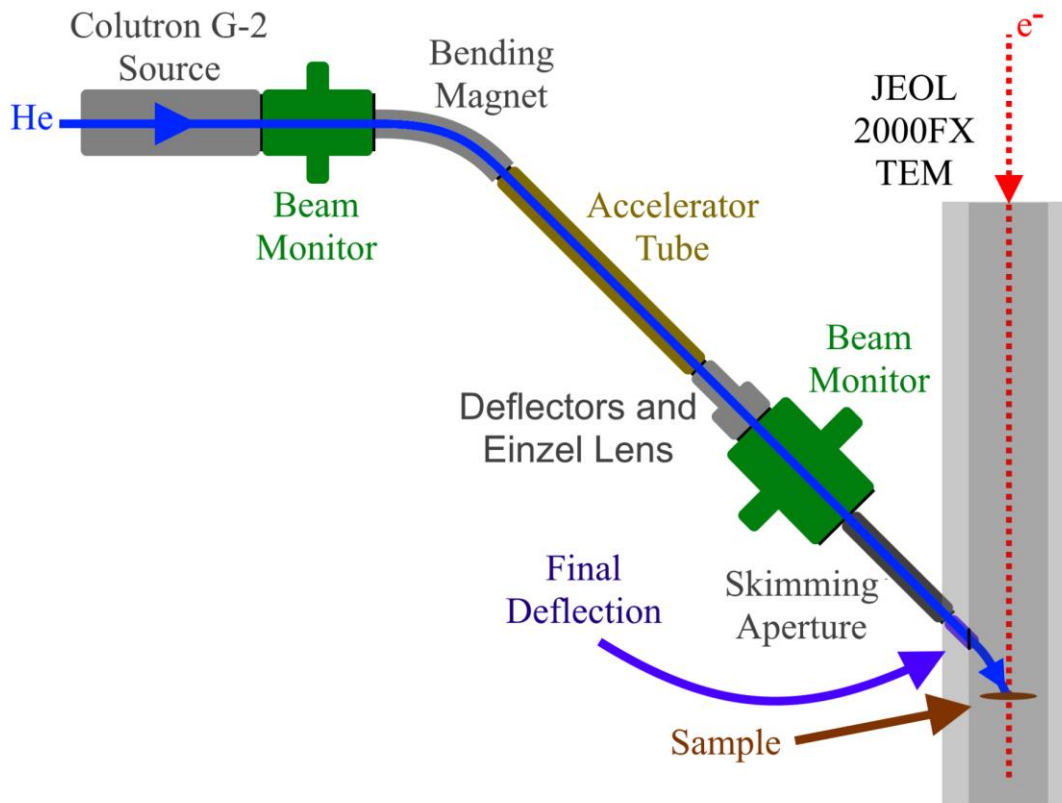 Colutron G-2
Source
He
Bending
Magnet
e-
JEOL
2000FX
TEM
Beam
Monitor
Accelerator
Tube
Beam
Monitor
Deflectors and
Einzel Lens
Final
Deflection
Skimming
Aperture
Sample